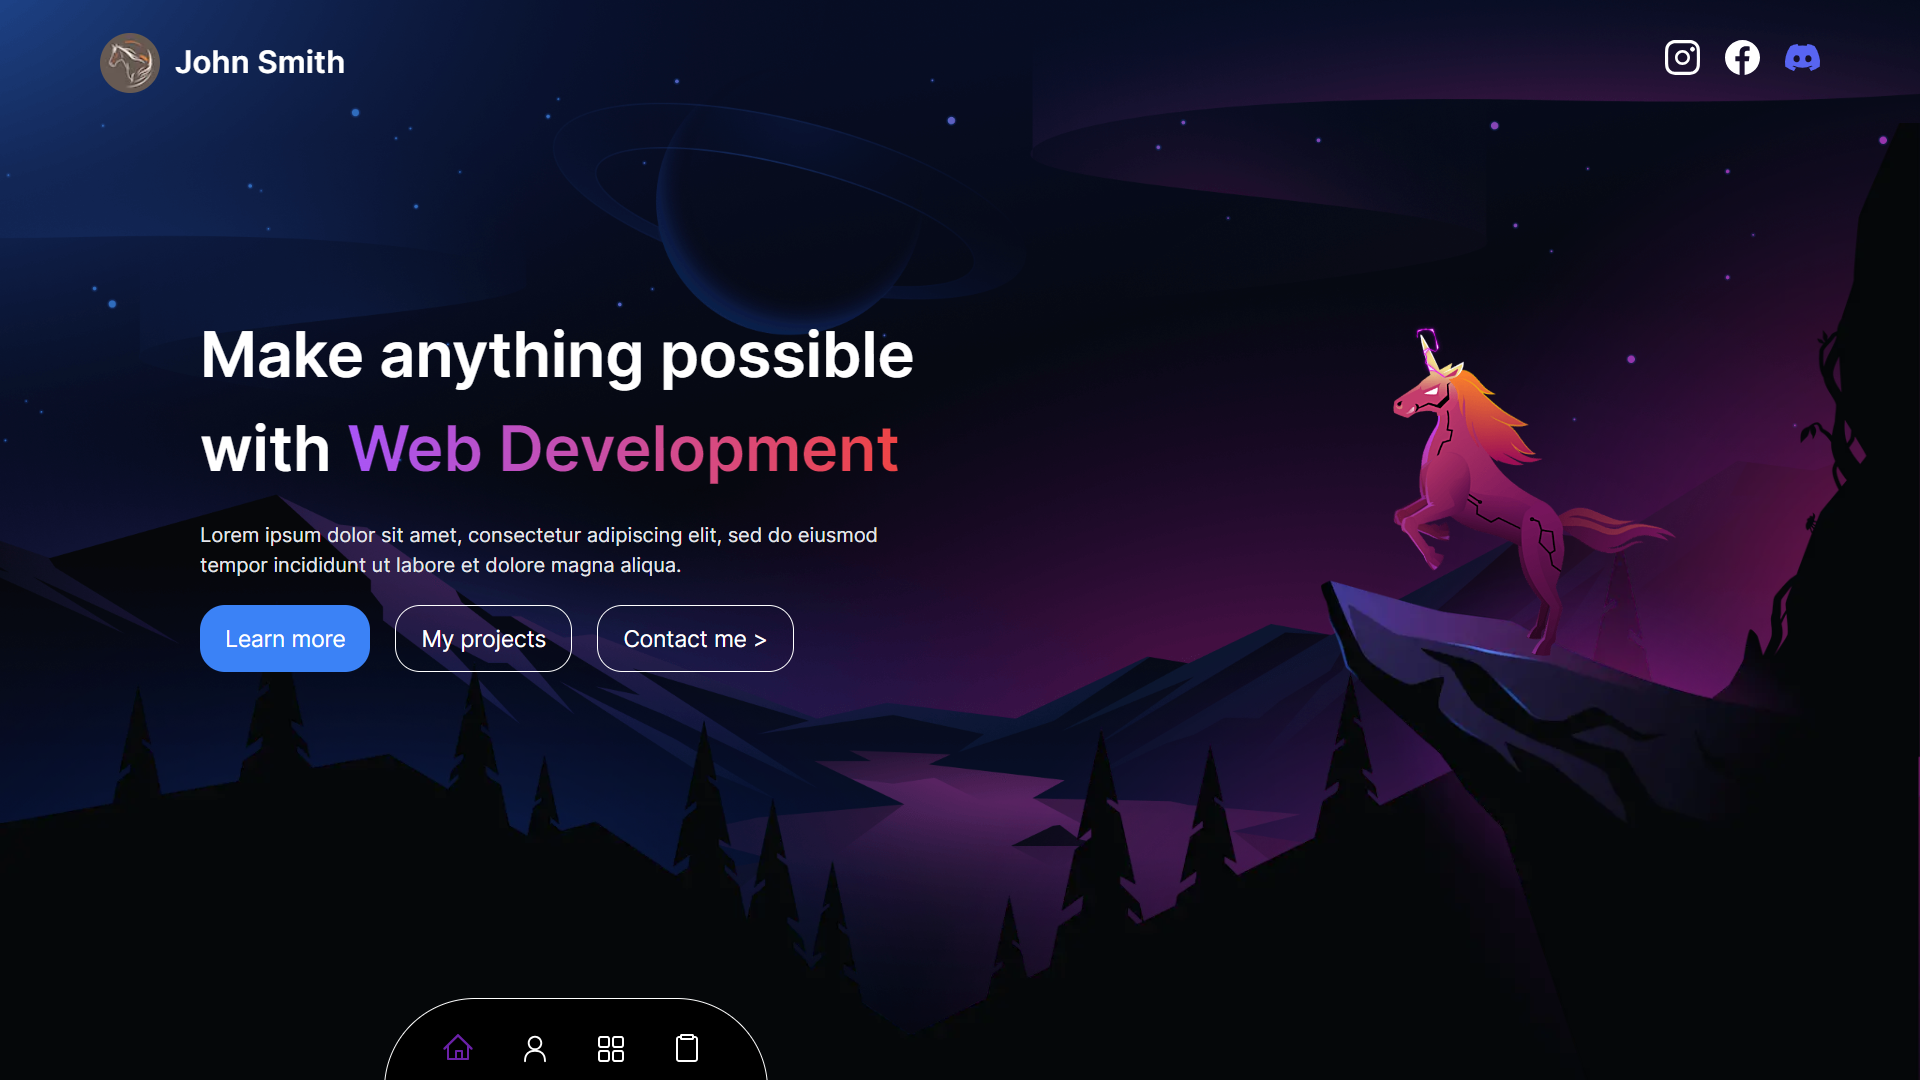 John Smith
Make anything possible
with Web Development
Lorem ipsum dolor sit amet, consectetur adipiscing elit, sed do eiusmod
tempor incididunt ut labore et dolore magna aliqua.
Learn more
My projects
Contact me >